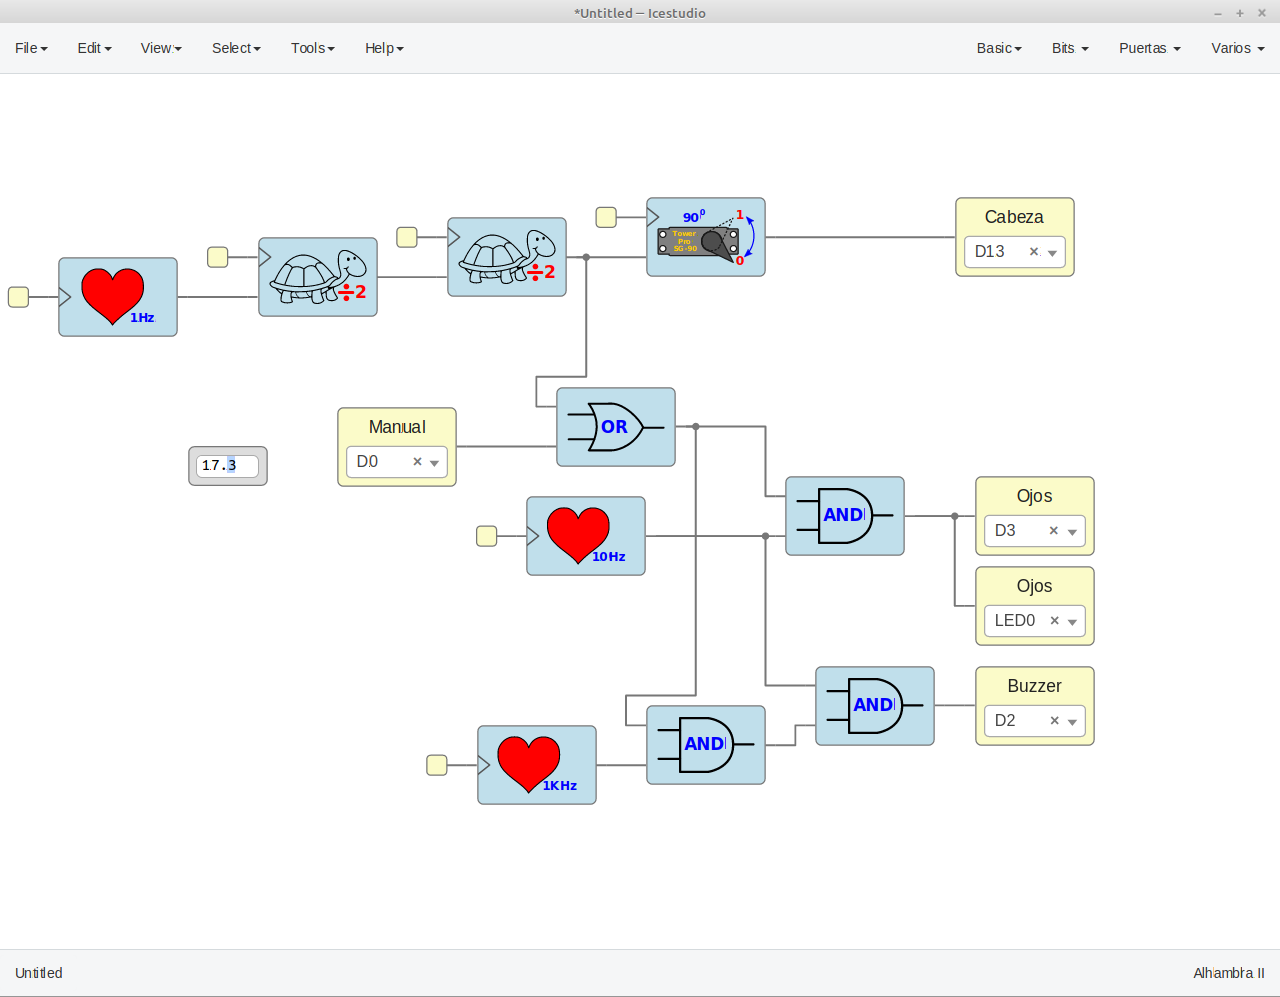 *Untitled – Icestudio
File Edit View Select Tools Help Basic Bits Puertas Varios
90º 1
Tower
Pro
SG-90
0
Cabeza
D13
÷2
÷2
1Hz
Manual
D0
OR
17.3
10Hz
AND
Ojos
D3
Ojos
LED0
AND
Buzzer
D2
AND
1KHz
Untitled Alhambra II